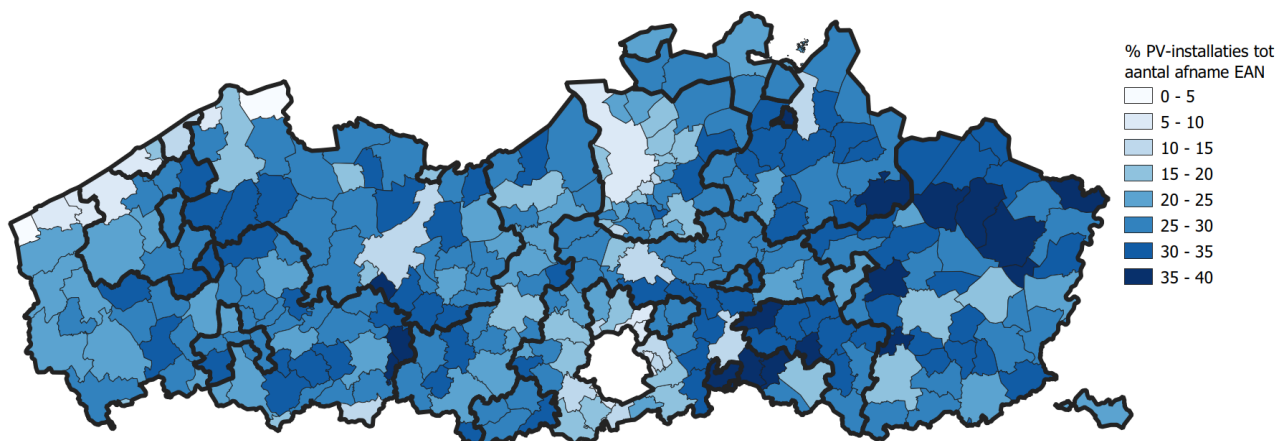 % PV-installaties tot
aantal afname EAN
0 - 5
5 - 10
10 - 15
15 - 20
20 - 25
25 - 30
30 - 35
35 - 40